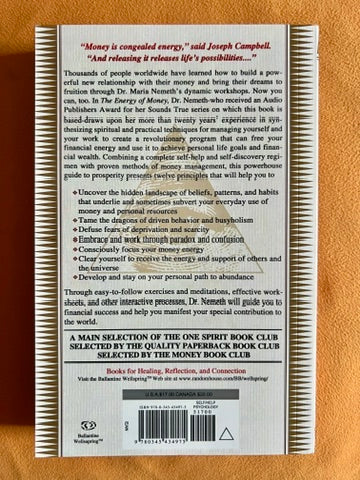 "Money is congealed energy," said Joseph Campbell.
"And releasing it releases life's possibilities...."
Thousands of people worldwide have learned how to build a pow-
erful new relationship with their money and bring their dreams to
fruition through Dr. Maria Nemeth's dynamic workshops. Now you
can, too. In The Energy of Money, Dr. Nemeth–who received an Audio
Publishers Award for her Sounds True series on which this book is
based–draws upon her more than twenty years' experience in syn-
thesizing spiritual and practical techniques for managing yourself and
your work to create a revolutionary program that can free your
financial energy and use it to achieve personal life goals and finan-
cial wealth. Combining a complete self-help and self-discovery regi-
men with proven methods of money management, this powerful
guide to prosperity presents twelve principles that will help you to
Uncover the hidden landscape of beliefs, patterns, and habits
that underlie and sometimes subvert your everyday use of
money and personal resources
Tame the dragons of driven behavior and busyholism
Defuse fears of deprivation and scarcity
Embrace and work through paradox and confusion
Consciously focus your money energy
Clear yourself to receive the energy and support of others and
the universe
Develop and stay on your personal path to abundance
Through easy-to-follow exercises and meditations, effective work-
sheets, and other interactive processes, Dr. Nemeth will guide you to
financial success and help you manifest your special contribution to
the world.
A MAIN SELECTION OF THE ONE SPIRIT BOOK CLUB
SELECTED BY THE QUALITY PAPERBACK BOOK CLUB
SELECTED BY THE MONEY BOOK CLUB
Books for Healing, Reflection, and Connection
Visit the Ballantine Wellspring™ Web site at www.randomhouse.com/BB/wellspring/
ISBN 978-0-345-43497-5
SELF-HELP
PSYCHOLOGY
51700
EAN
9780345434975
Ballantine
Wellspring™